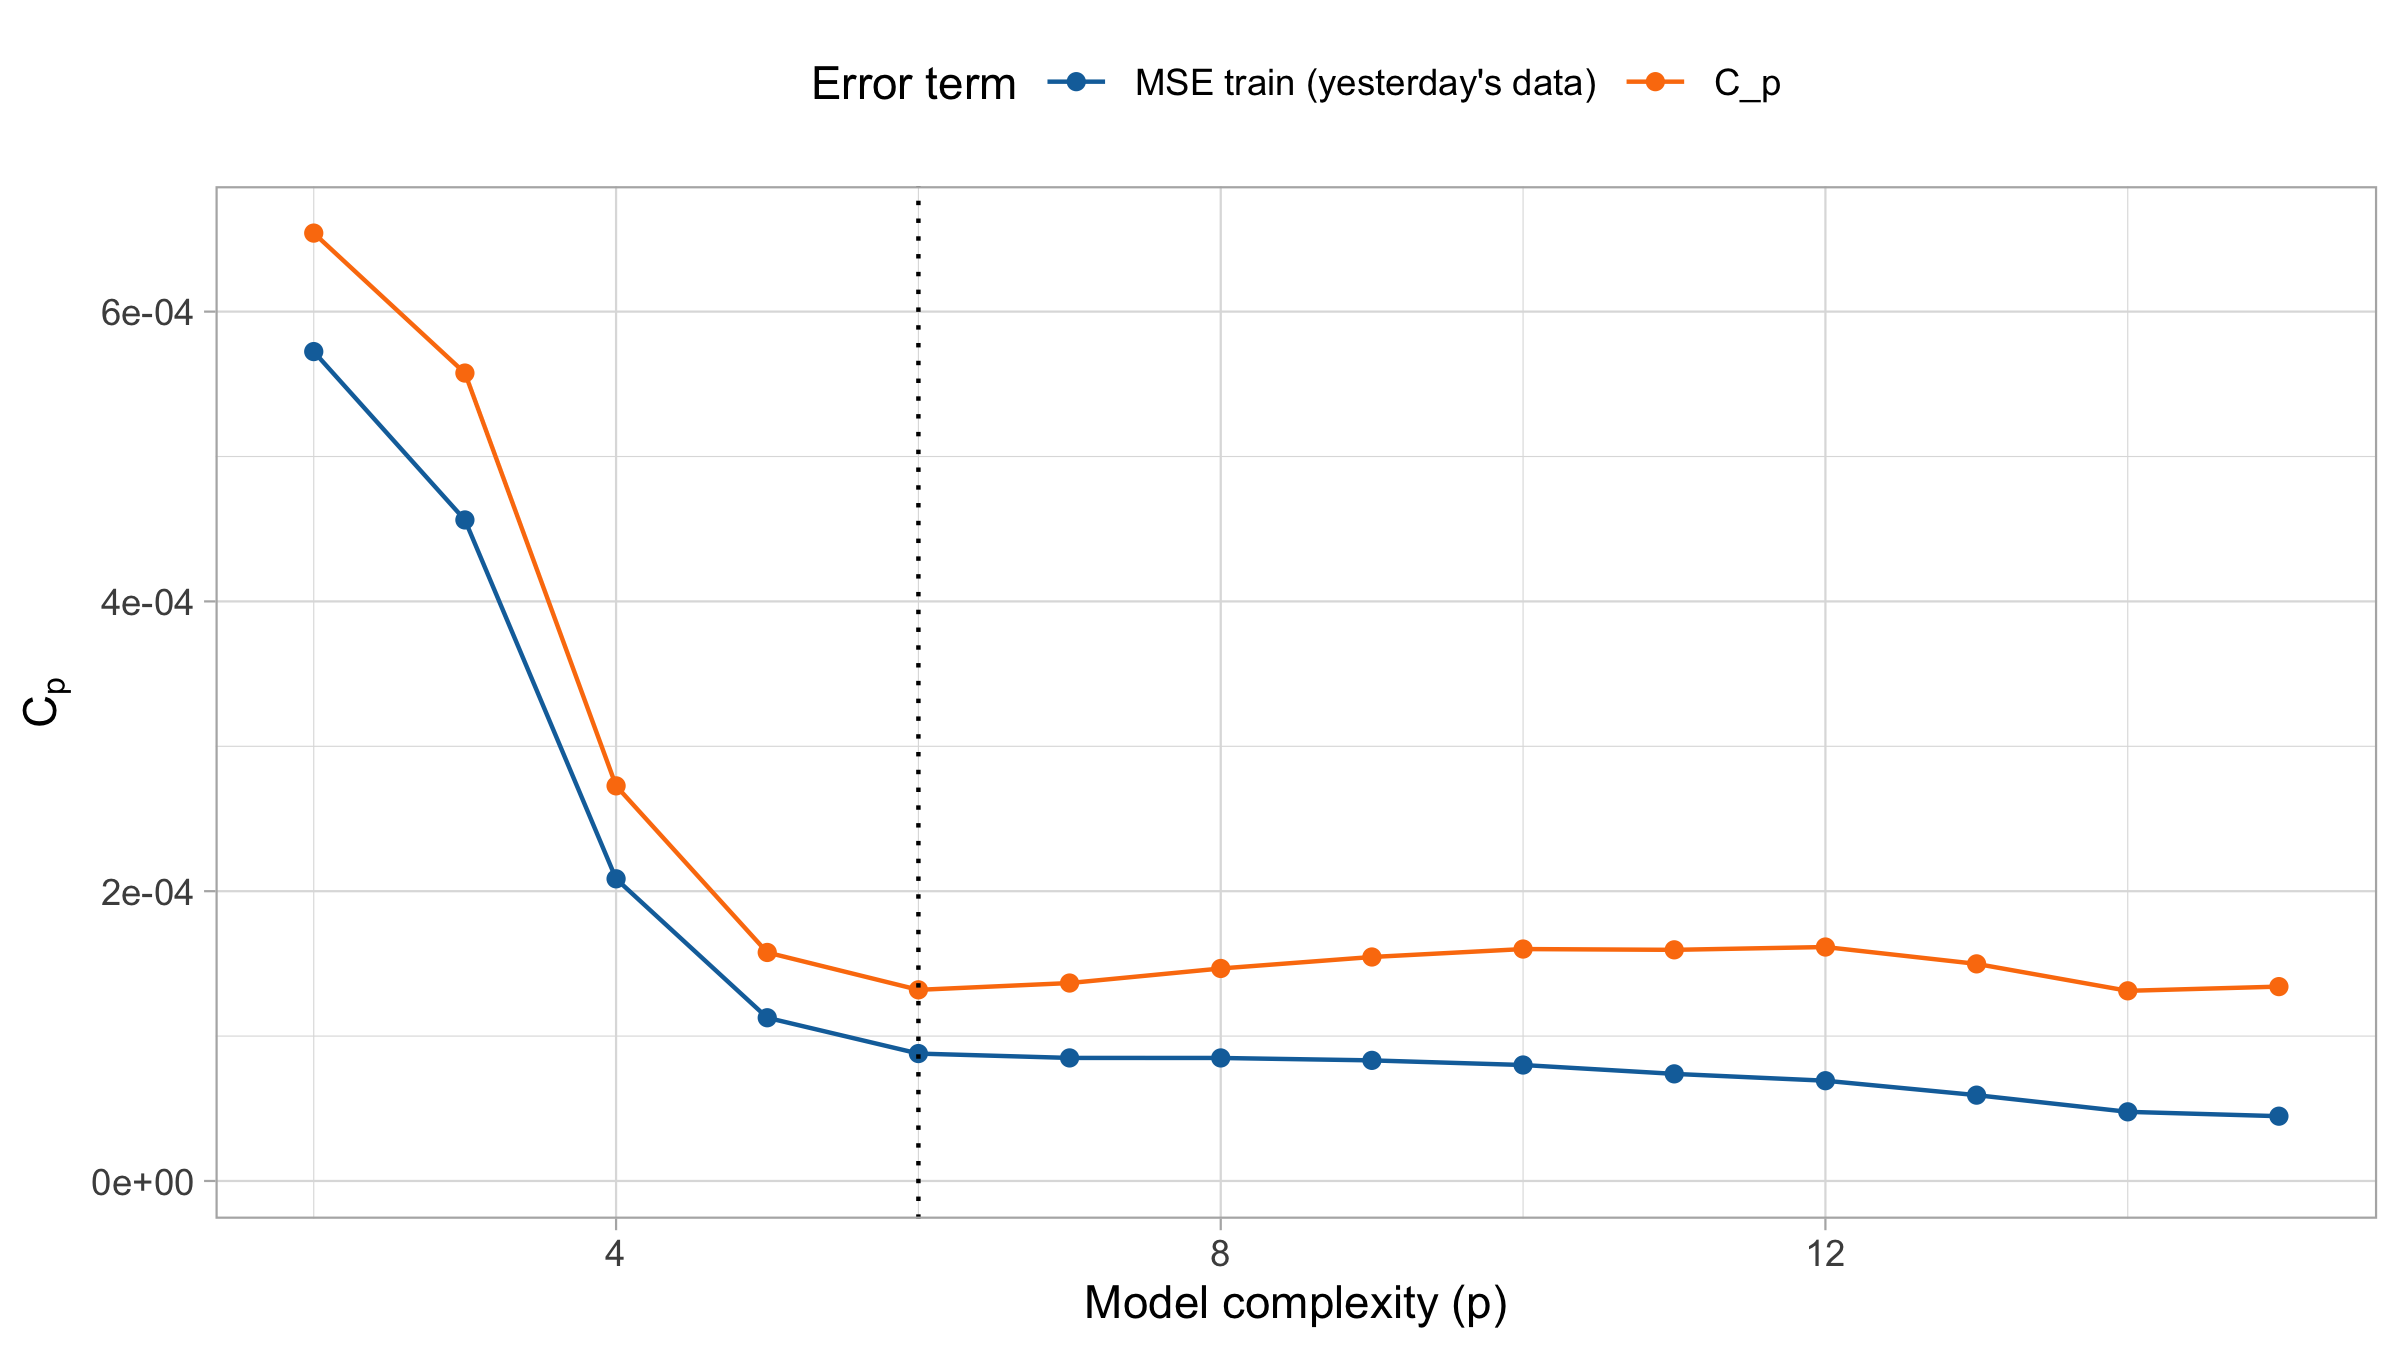 Error term MSE train (yesterday's data) C_p
6e-04
4e-04
2e-04
0e+00
Cp
4 8 12
Model complexity (p)